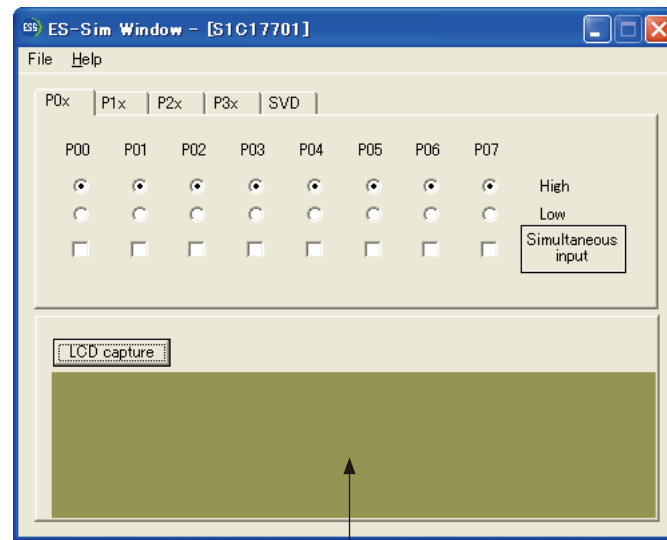 ESS ES-Sim Window - [S1C17701]
File Help
P0x P1x P2x P3x SVD
P00 P01 P02 P03 P04 P05 P06 P07
High
Low
Simultaneous
input
LCD capture